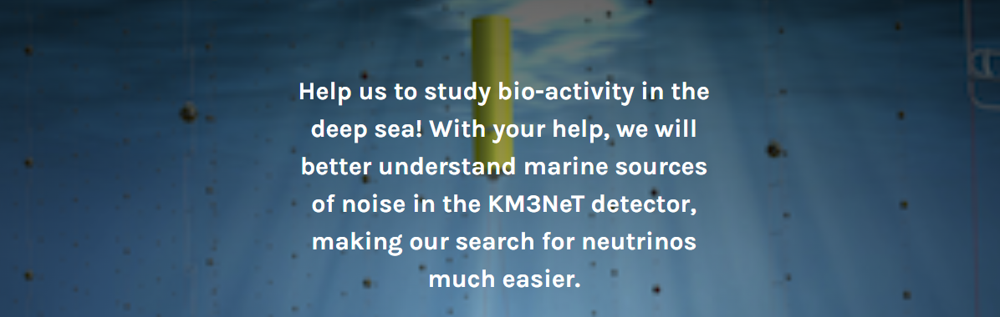 Help us to study bio-activity in the
deep sea! With your help, we will
better understand marine sources
of noise in the KM3NeT detector,
making our search for neutrinos
much easier.